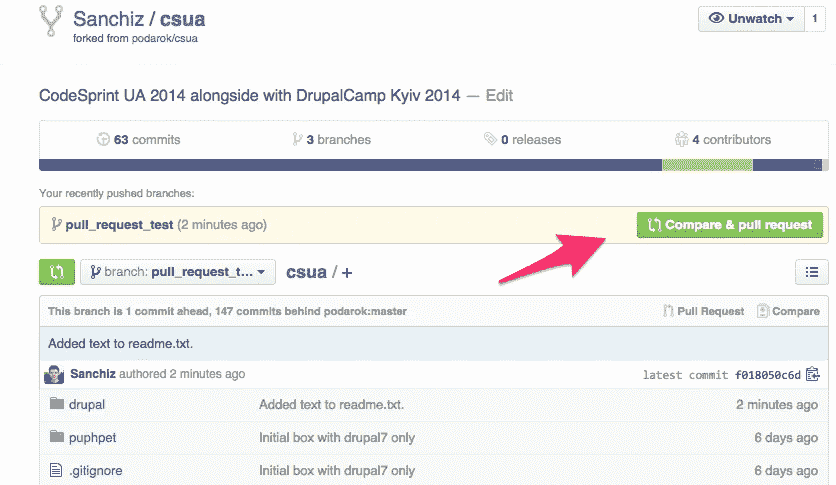 Sanchiz / csua
Unwatch 1
forked from podarok/csua
CodeSprint UA 2014 alongside with DrupalCamp Kyiv 2014 — Edit
63 commits 3 branches 0 releases 4 contributors
Your recently pushed branches:
pull_request_test (2 minutes ago) Compare & pull request
branch: pull_request_t... csua / +
This branch is 1 commit ahead, 147 commits behind podarok:master Pull Request Compare
Added text to readme.txt.
Sanchiz authored 2 minutes ago latest commit f018050c6d
drupal Added text to readme.txt. 2 minutes ago
puphpet Initial box with drupal7 only 6 days ago
.gitignore Initial box with drupal7 only 6 days ago